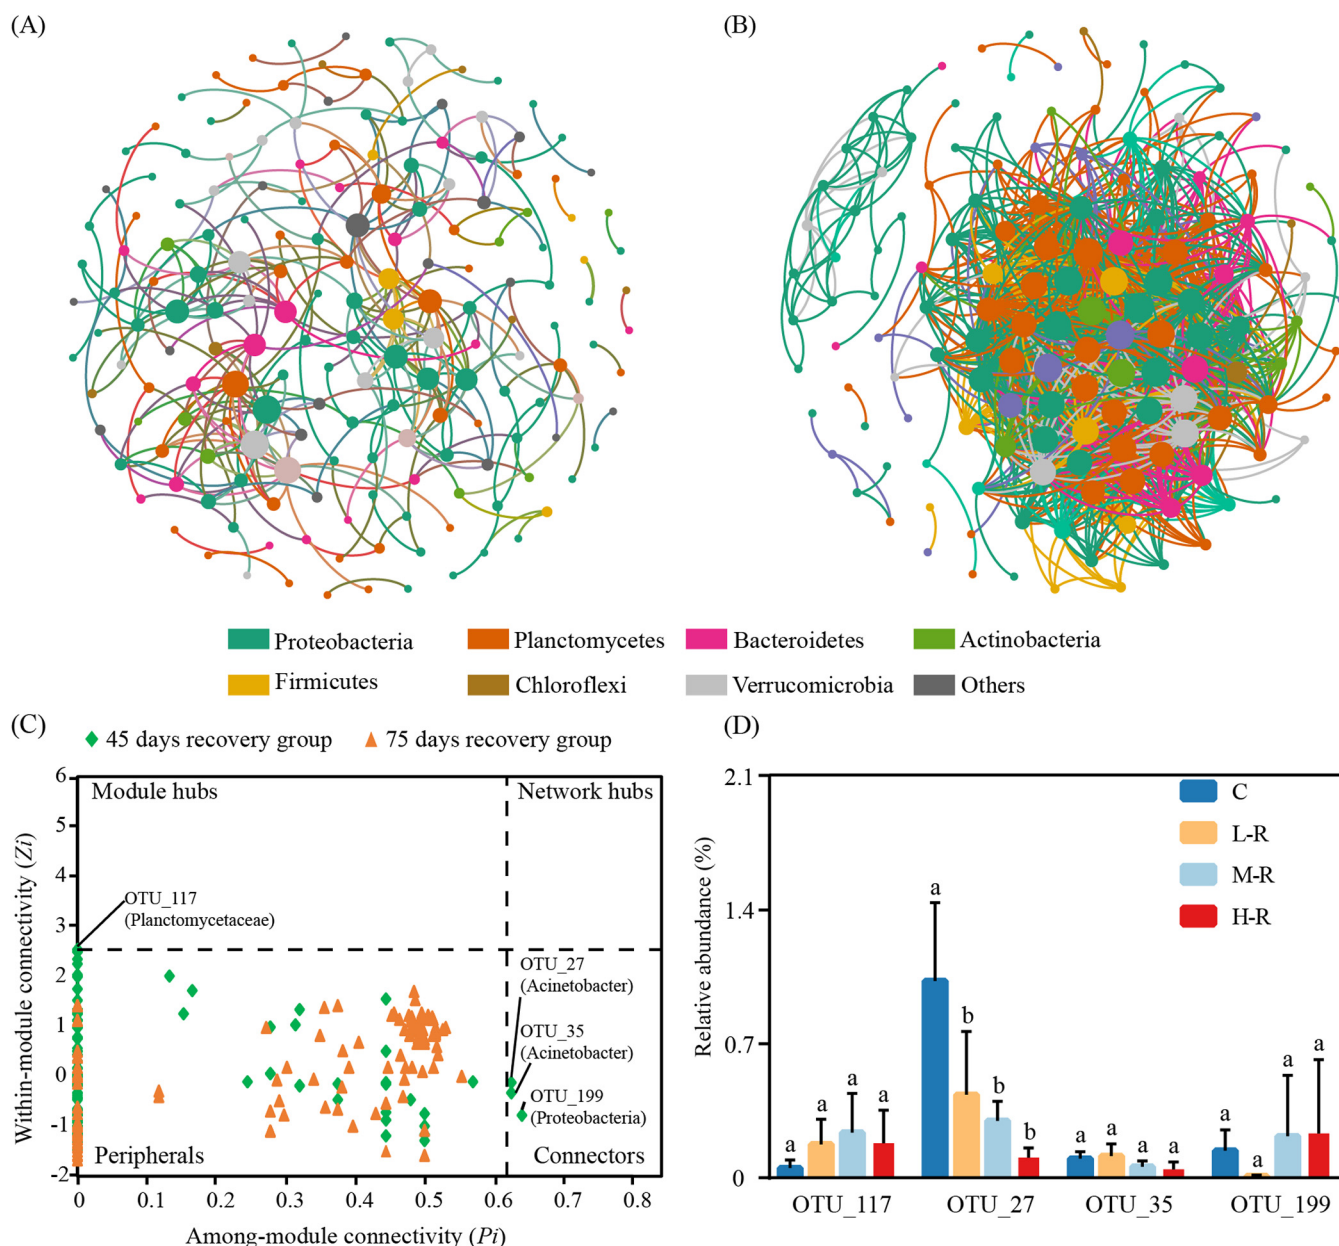 (A)
(B)
Proteobacteria
Planctomycetes
Bacteroidetes
Actinobacteria
Firmicutes
Chloroflexi
Verrucomicrobia
Others
(C)
45 days recovery group
75 days recovery group
6
5
4
3
2
1
0
-1
-2
Within-module connectivity (Zi)
Module hubs
Network hubs
OTU_117
(Planctomycetaceae)
OTU_27
(Acinetobacter)
OTU_35
(Acinetobacter)
OTU_199
(Proteobacteria)
Peripherals
Connectors
0
0.1
0.2
0.3
0.4
0.5
0.6
0.7
0.8
Among-module connectivity (Pi)
(D)
2.1
1.4
0.7
0
Relative abundance (%)
C
L-R
M-R
H-R
a
a
a
a
a
b
b
b
a
a
a
a
a
a
a
a
OTU_117
OTU_27
OTU_35
OTU_199